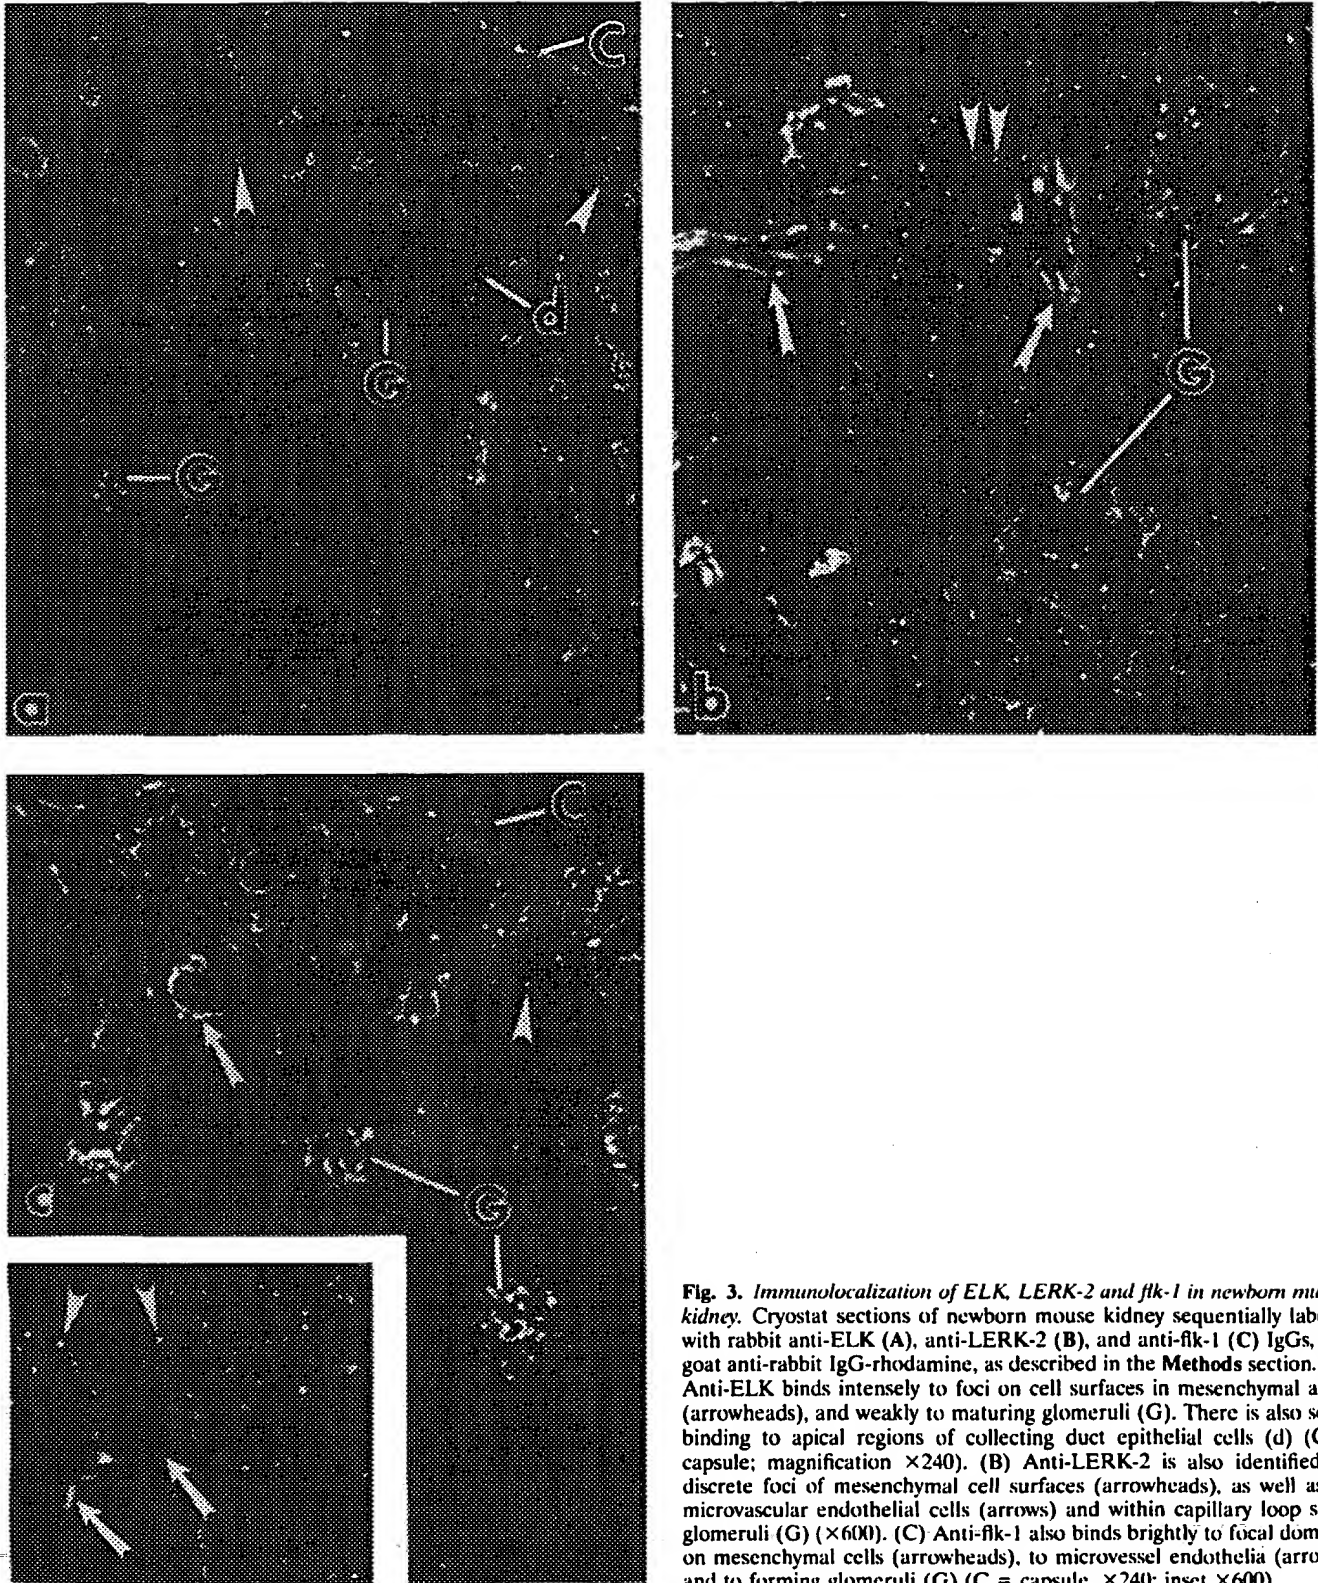 C
d
G
G
a
G
b
C
G
c
Fig. 3. Immunolocalization of ELK, LERK-2 and flk-1 in newborn
kidney. Cryostat sections of newborn mouse kidney sequentially
with rabbit anti-ELK (A), anti-LERK-2 (B), and anti-flk-1 (C) IgGs,
goat anti-rabbit IgG-rhodamine, as described in the Methods section.
Anti-ELK binds intensely to foci on cell surfaces in mesenchymal
(arrowheads), and weakly to maturing glomeruli (G). There is also
binding to apical regions of collecting duct epithelial cells (d)
capsule; magnification ×240). (B) Anti-LERK-2 is also identified
discrete foci of mesenchymal cell surfaces (arrowheads), as well as
microvascular endothelial cells (arrows) and within capillary loop
glomeruli (G) (×600). (C) Anti-flk-1 also binds brightly to focal
on mesenchymal cells (arrowheads), to microvessel endothelia
and to forming glomeruli (G) (C = capsule, ×240; inset ×600).